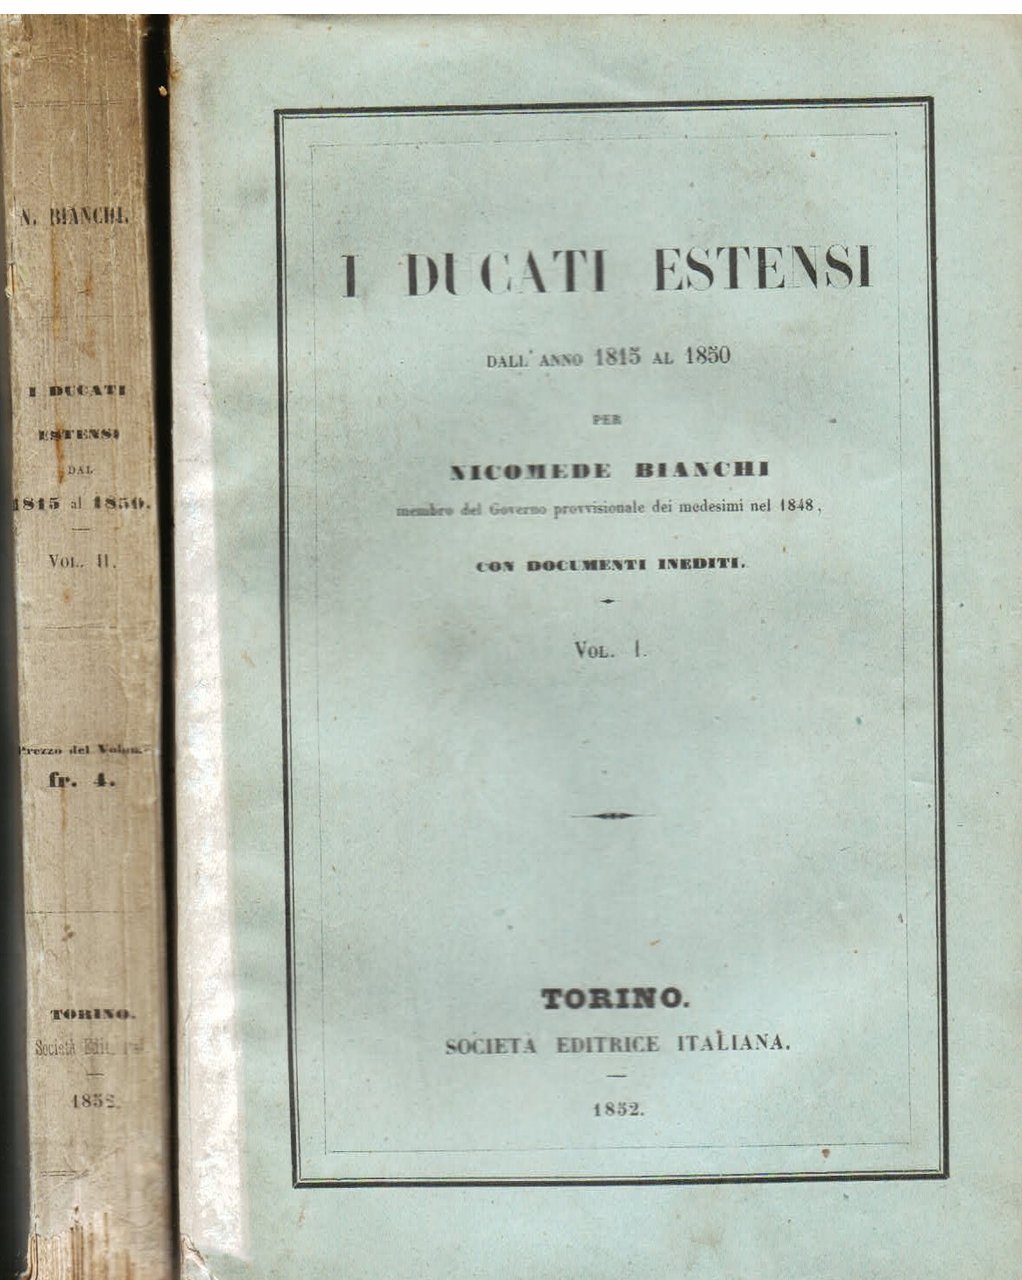 N. BIANCHI.
I DUCATI
ESTENSI
DAL
1815 al 1850.
VOL. II.
Prezzo del
fr. 4.
TORINO.
Società Edit.
1852.
I DUCATI ESTENSI
DALL'ANNO 1815 AL 1850
PER
NICOMEDE BIANCHI
membro del Governo provvisionale dei medesimi nel 1848,
CON DOCUMENTI INEDITI.
VOL. I.
TORINO.
SOCIETÀ EDITRICE ITALIANA.
1852.